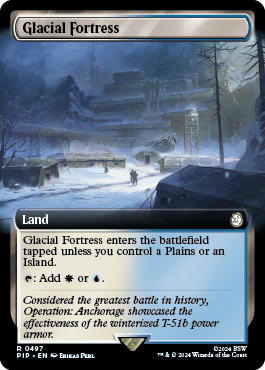 Glacial Fortress
Land
Glacial Fortress enters the battlefield
tapped unless you control a Plains or an
Island.
: Add or .
Considered the greatest battle in history,
Operation: Anchorage showcased the
effectiveness of the winterized T-51b power
armor.
R 0497 ©2024 BSW
PIP • EN Erikas Perl ™ & © 2024 Wizards of the Coast